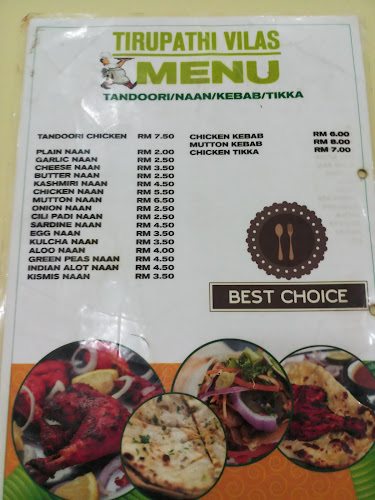 TIRUPATHI VILAS
MENU
TANDOORI/NAAN/KEBAB/TIKKA
TANDOORI CHICKEN RM 7.50
PLAIN NAAN RM 2.00
GARLIC NAAN RM 2.50
CHEESE NAAN RM 3.50
BUTTER NAAN RM 2.50
KASHMIRI NAAN RM 4.50
CHICKEN NAAN RM 5.50
MUTTON NAAN RM 6.50
ONION NAAN RM 2.50
CILI PADI NAAN RM 2.50
SARDINE NAAN RM 4.50
EGG NAAN RM 3.50
KULCHA NAAN RM 3.50
ALOO NAAN RM 4.00
GREEN PEAS NAAN RM 4.50
INDIAN ALOT NAAN RM 4.50
KISMIS NAAN RM 3.50
CHICKEN KEBAB RM 6.00
MUTTON KEBAB RM 8.00
CHICKEN TIKKA RM 7.00
BEST CHOICE